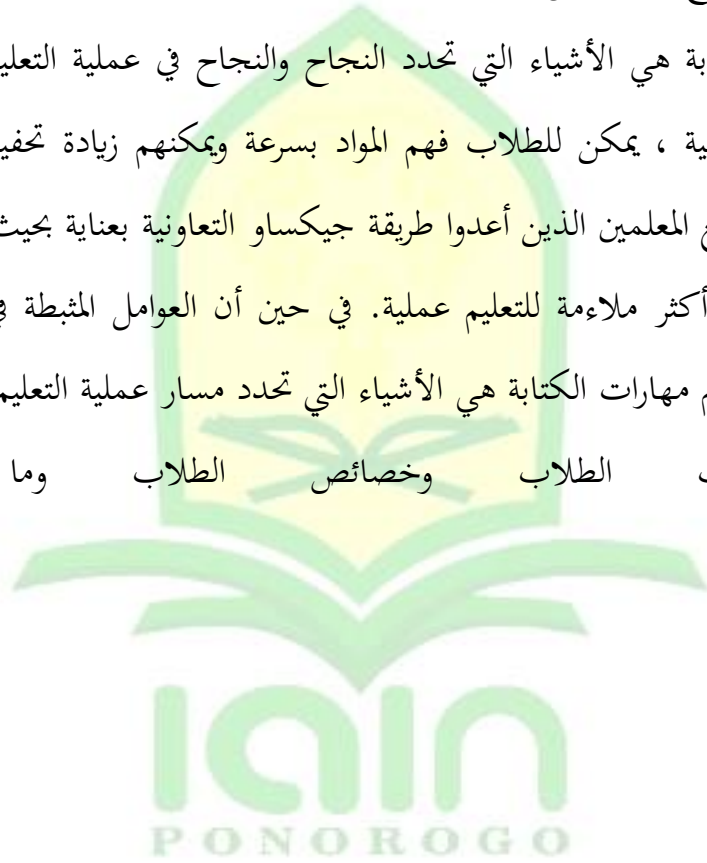 بة هي الأشياء التي تحدد النجاح والنجاح في عملية التعلي
ية ، يمكن للطلاب فهم المواد بسرعة ويمكنهم زيادة تحفي
المعلمين الذين أعدوا طريقة جيكساو التعاونية بعناية بحيث
أكثر ملاءمة للتعليم عملية. في حين أن العوامل المثبطة في
م مهارات الكتابة هي الأشياء التي تحدد مسار عملية التعليم
الطلاب وخصائص الطلاب وما
iain
PONOROGO